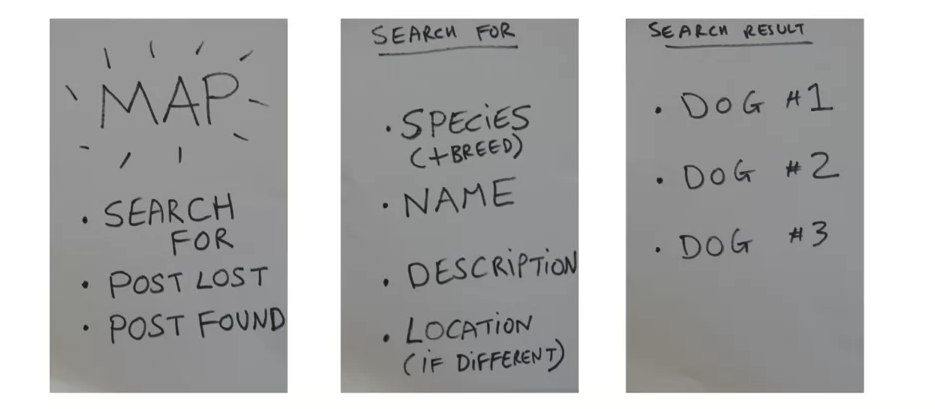 MAP
• SEARCH
FOR
• POST LOST
• POST FOUND
SEARCH FOR
• SPECiES
(+BREED)
• NAME
• DESCRiPTiON
• LOCATION
(iF DiFFERENT)
SEARCH RESULT
• DOG #1
• DOG #2
• DOG #3